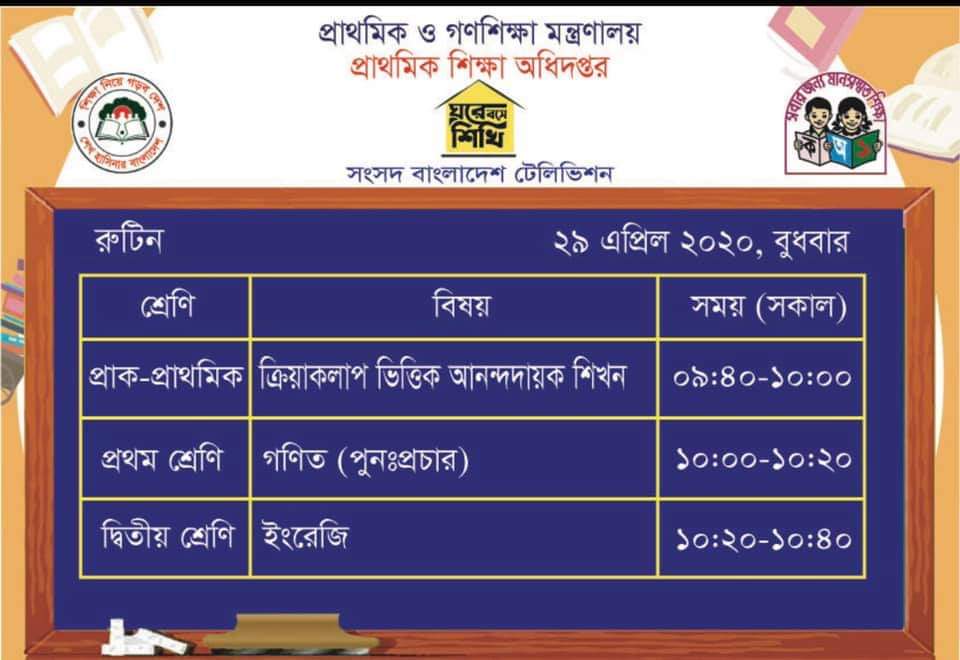 প্রাথমিক ও গণশিক্ষা মন্ত্রণালয়
প্রাথমিক শিক্ষা অধিদপ্তর
শিক্ষা নিয়ে গড়ব দেশ
শেখ হাসিনার বাংলাদেশ
ঘরে বসে
শিখি
সবার জন্য মানসম্মত শিক্ষা
ক অ ১
সংসদ বাংলাদেশ টেলিভিশন
রুটিন ২৯ এপ্রিল ২০২০, বুধবার
শ্রেণি বিষয় সময় (সকাল)
প্রাক-প্রাথমিক ক্রিয়াকলাপ ভিত্তিক আনন্দদায়ক শিখন ০৯:৪০-১০:০০
প্রথম শ্রেণি গণিত (পুনঃপ্রচার) ১০:০০-১০:২০
দ্বিতীয় শ্রেণি ইংরেজি ১০:২০-১০:৪০